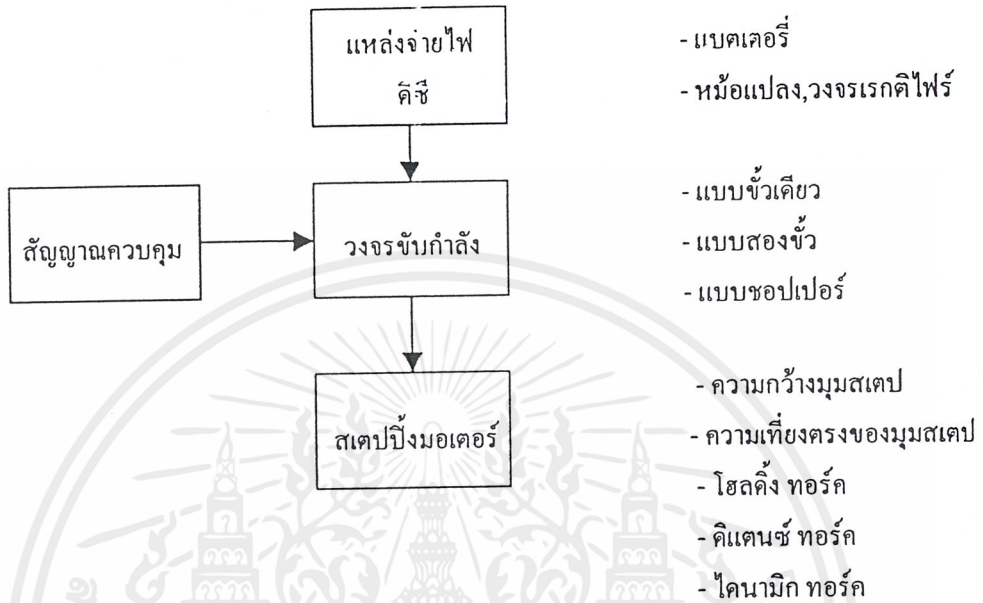 แหล่งจ่ายไฟ
ดีซี
- แบตเตอรี่
- หม้อแปลง,วงจรเรกติไฟร์
สัญญาณควบคุม
วงจรขับกำลัง
- แบบขั้วเดียว
- แบบสองขั้ว
- แบบชอปเปอร์
สเตปปิ้งมอเตอร์
- ความกว้างมุมสเตป
- ความเที่ยงตรงของมุมสเตป
- โฮลดิ้ง ทอร์ค
- ดิแตนซ์ ทอร์ค
- ไดนามิก ทอร์ค